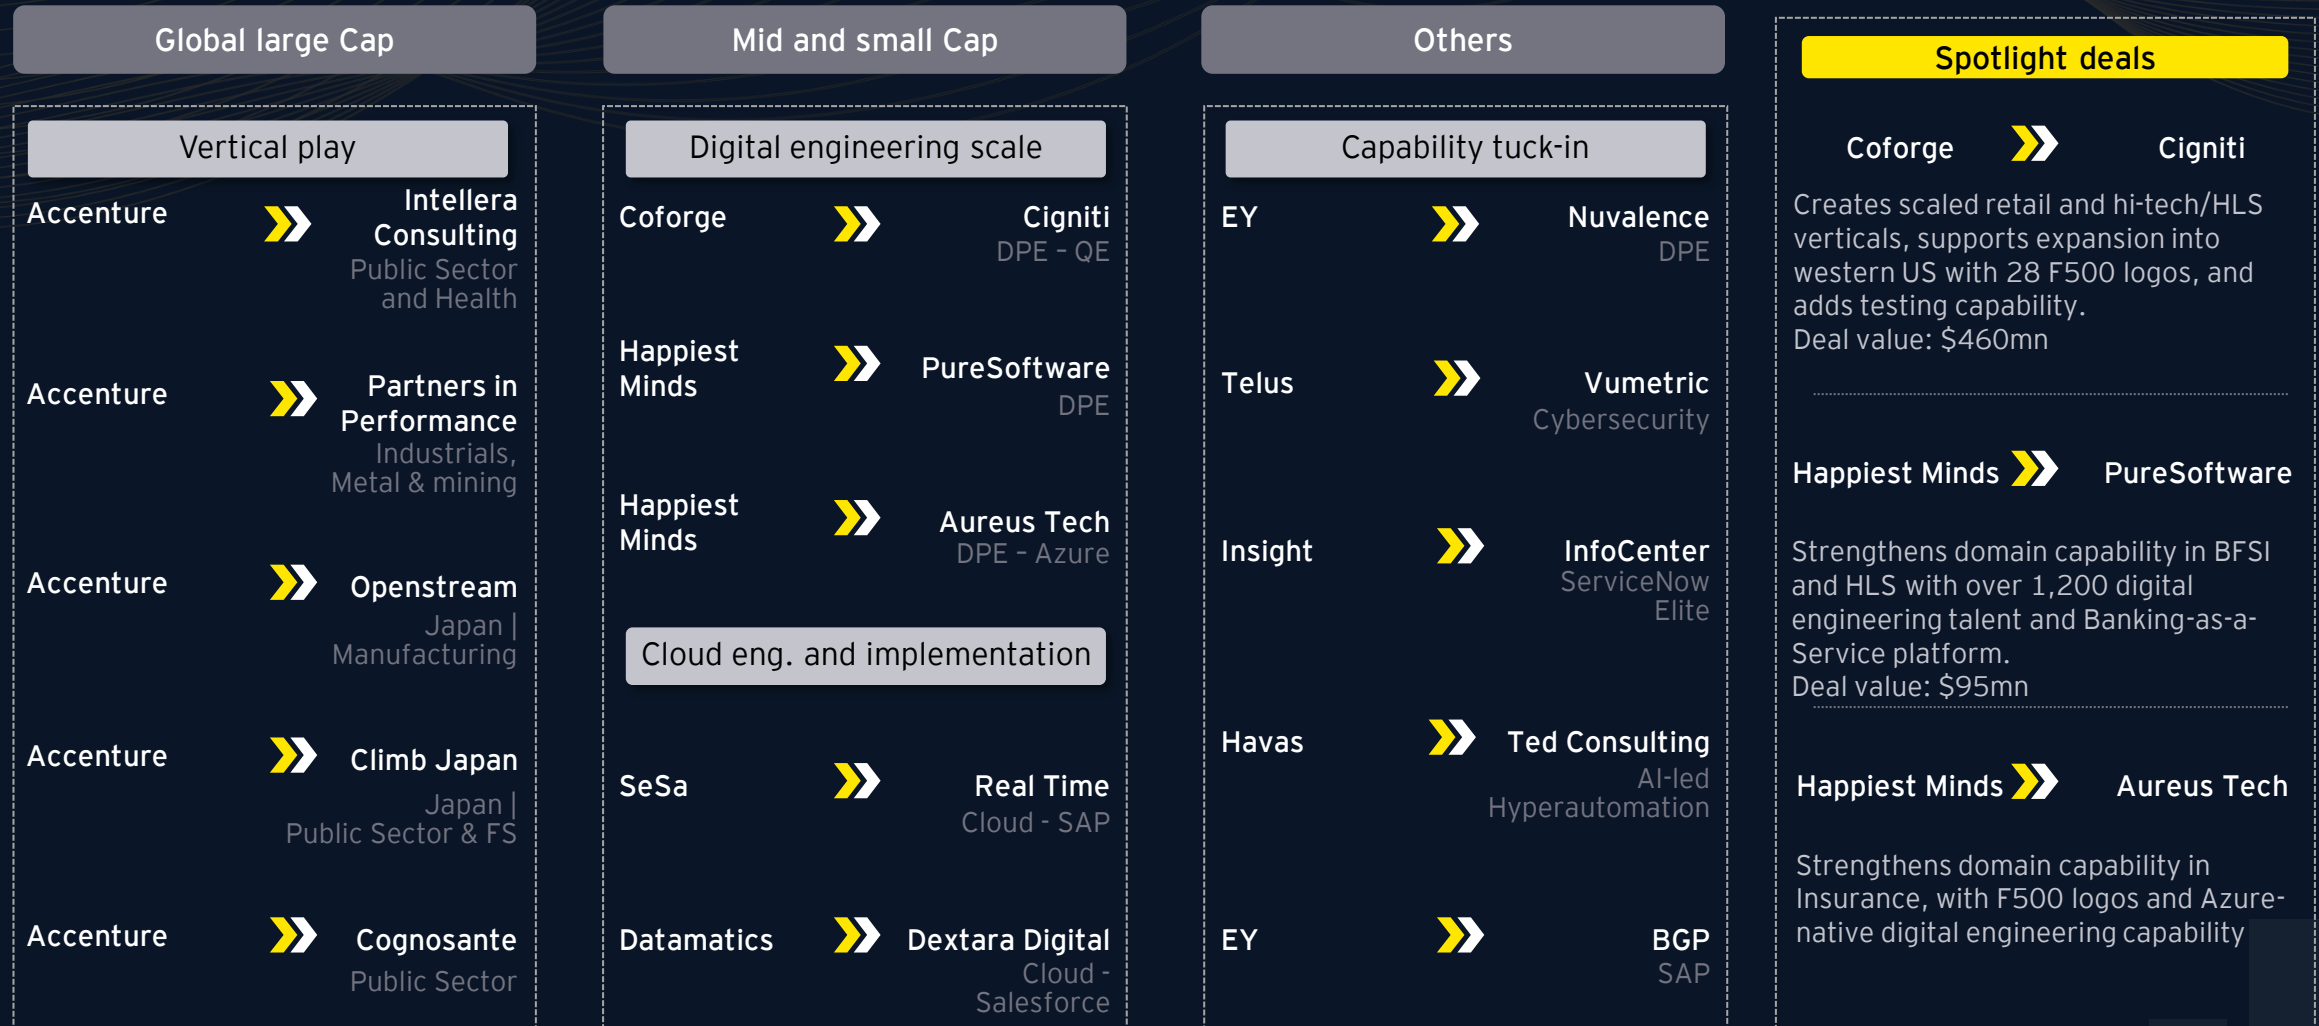 Global large Cap
Vertical play
Accenture
Intellera
Consulting
Public Sector
and Health
Accenture
Partners in
Performance
Industrials,
Metal & mining
Accenture
Openstream
Japan |
Manufacturing
Accenture
Climb Japan
Japan |
Public Sector & FS
Accenture
Cognosante
Public Sector
Mid and small Cap
Digital engineering scale
Coforge
Cigniti
DPE – QE
Happiest
Minds
PureSoftware
DPE
Happiest
Minds
Aureus Tech
DPE – Azure
Cloud eng. and implementation
SeSa
Real Time
Cloud - SAP
Datamatics
Dextara Digital
Cloud -
Salesforce
Others
Capability tuck-in
EY
Nuvalence
DPE
Telus
Vumetric
Cybersecurity
Insight
InfoCenter
ServiceNow
Elite
Havas
Ted Consulting
AI-led
Hyperautomation
EY
BGP
SAP
Spotlight deals
Coforge
Cigniti
Creates scaled retail and hi-tech/HLS
verticals, supports expansion into
western US with 28 F500 logos, and
adds testing capability.
Deal value: $460mn
Happiest Minds
PureSoftware
Strengthens domain capability in BFSI
and HLS with over 1,200 digital
engineering talent and Banking-as-a-
Service platform.
Deal value: $95mn
Happiest Minds
Aureus Tech
Strengthens domain capability in
Insurance, with F500 logos and Azure-
native digital engineering capability